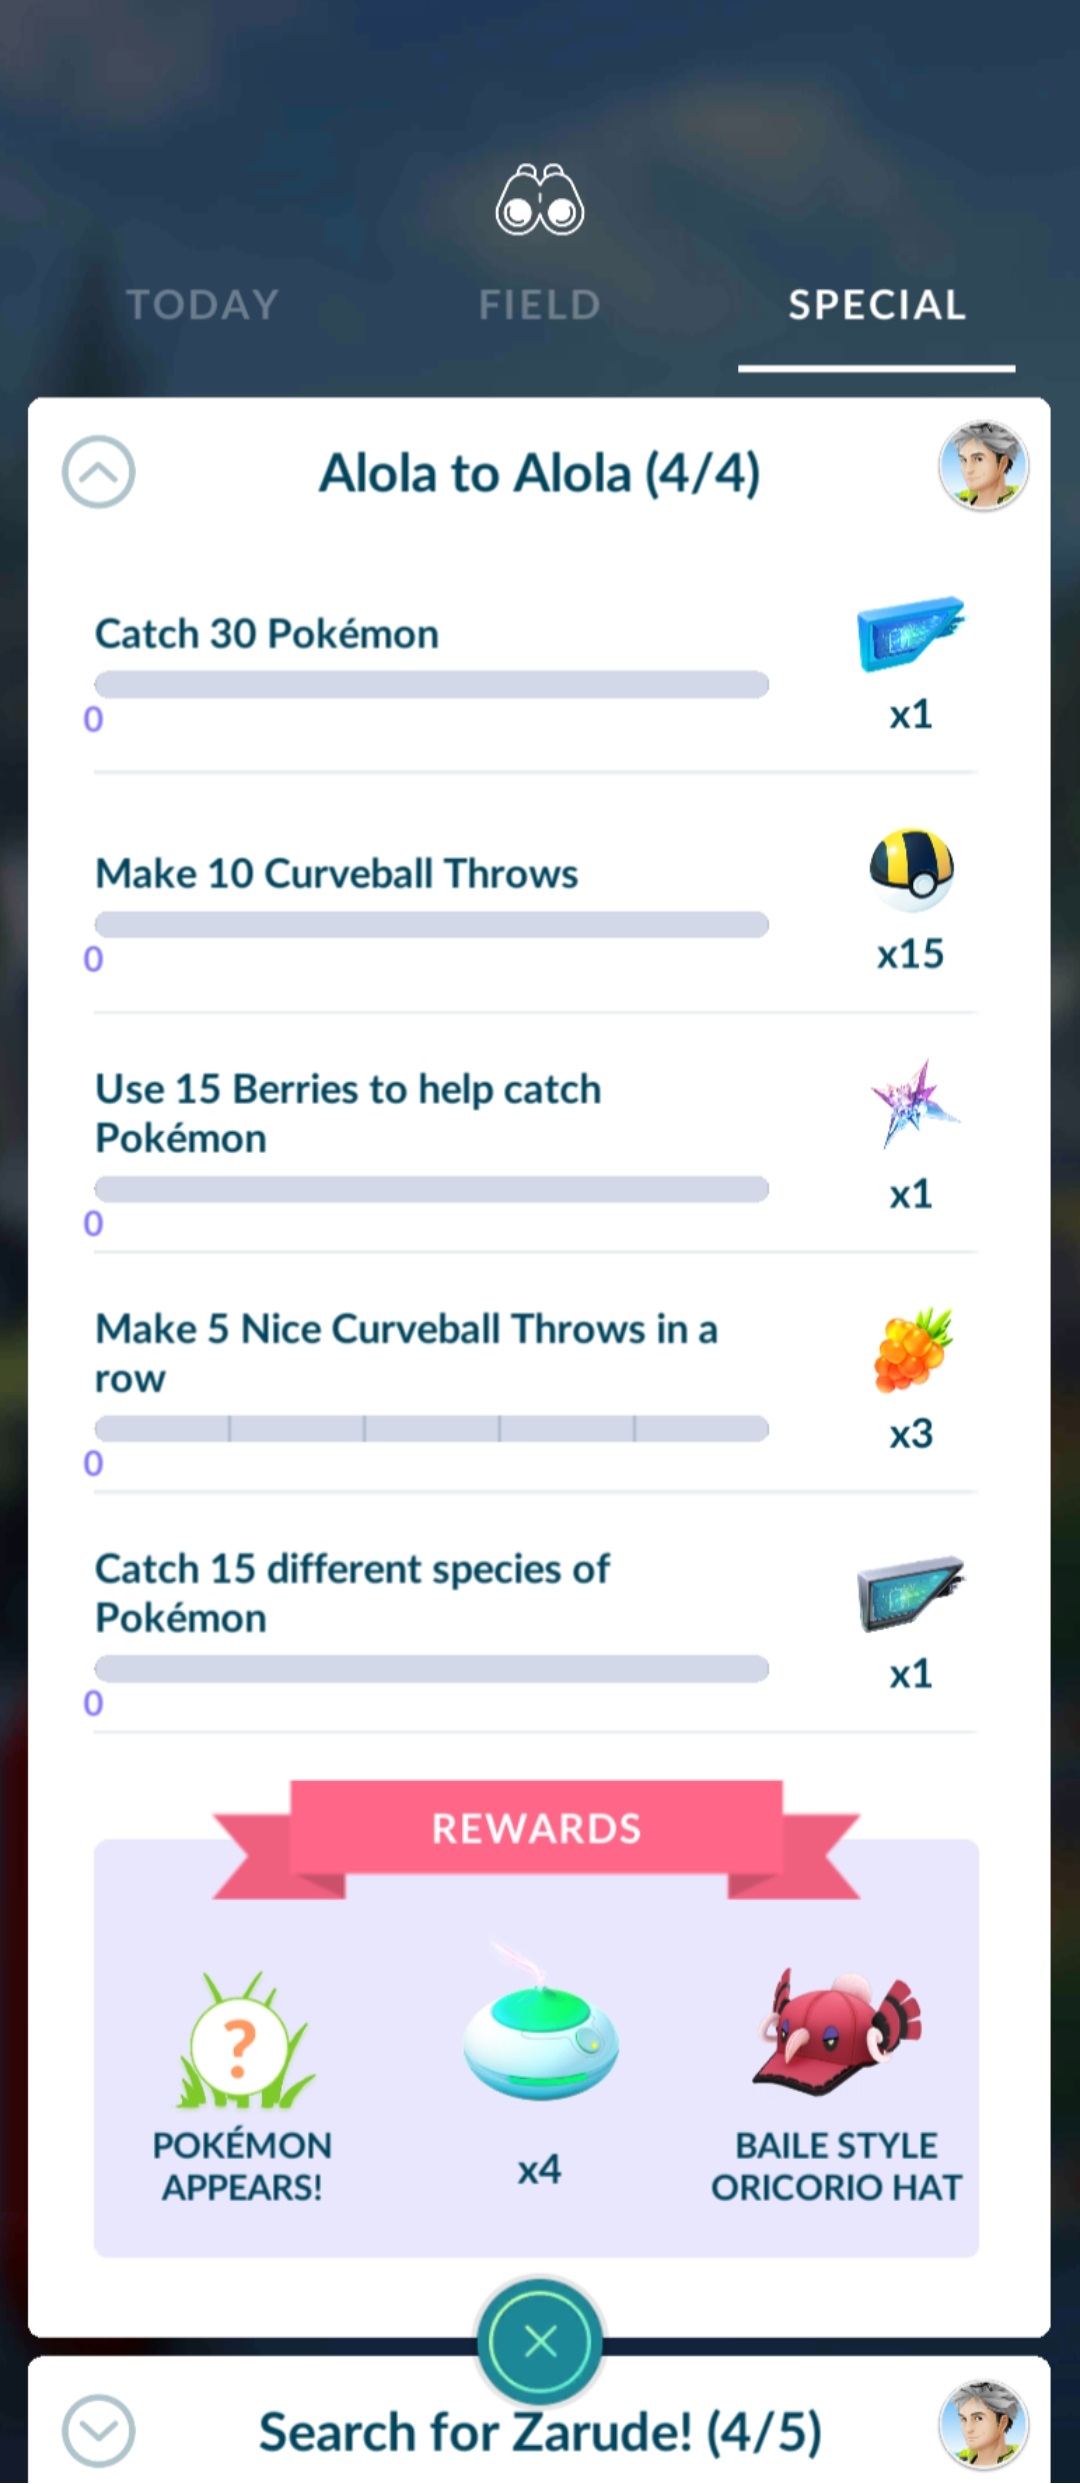 TODAY FIELD SPECIAL
Alola to Alola (4/4)
Catch 30 Pokémon
0
x1
Make 10 Curveball Throws
0
x15
Use 15 Berries to help catch
Pokémon
0
x1
Make 5 Nice Curveball Throws in a
row
0
x3
Catch 15 different species of
Pokémon
0
x1
REWARDS
?
POKÉMON
APPEARS!
x4
BAILE STYLE
ORICORIO HAT
Search for Zarude! (4/5)